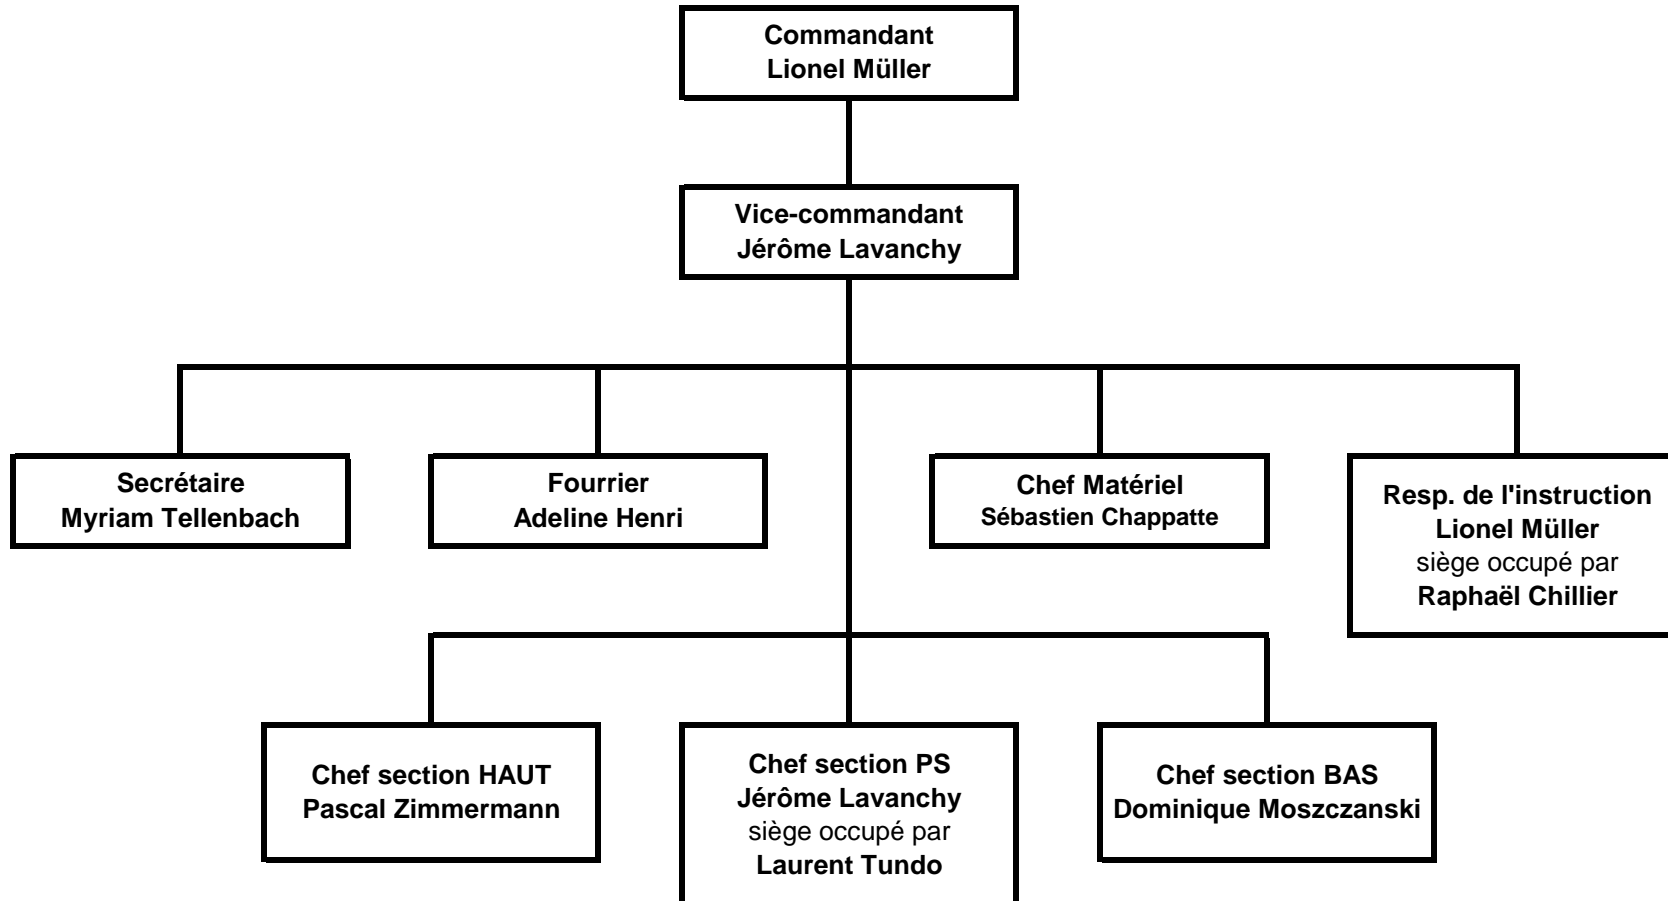 Commandant
Lionel Müller
Vice-commandant
Jérôme Lavanchy
Secrétaire
Myriam Tellenbach
Fourrier
Adeline Henri
Chef Matériel
Sébastien Chappatte
Resp. de l'instruction
Lionel Müller
siège occupé par
Raphaël Chillier
Chef section HAUT
Pascal Zimmermann
Chef section PS
Jérôme Lavanchy
siège occupé par
Laurent Tundo
Chef section BAS
Dominique Moszczanski